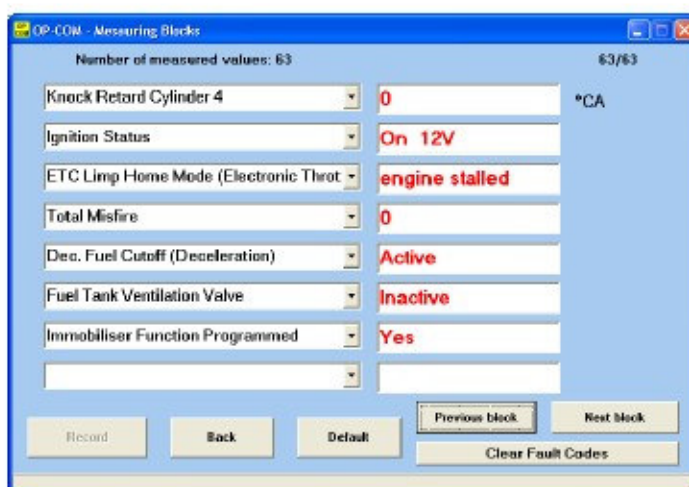 OP-COM - Measuring Blocks
Number of measured values: 63 63/63
Knock Retard Cylinder 4 0 °CA
Ignition Status On 12V
ETC Limp Home Mode (Electronic Throt engine stalled
Total Misfire 0
Dec. Fuel Cutoff (Deceleration) Active
Fuel Tank Ventilation Valve Inactive
Immobiliser Function Programmed Yes
Previous block Next block
Record Back Default
Clear Fault Codes